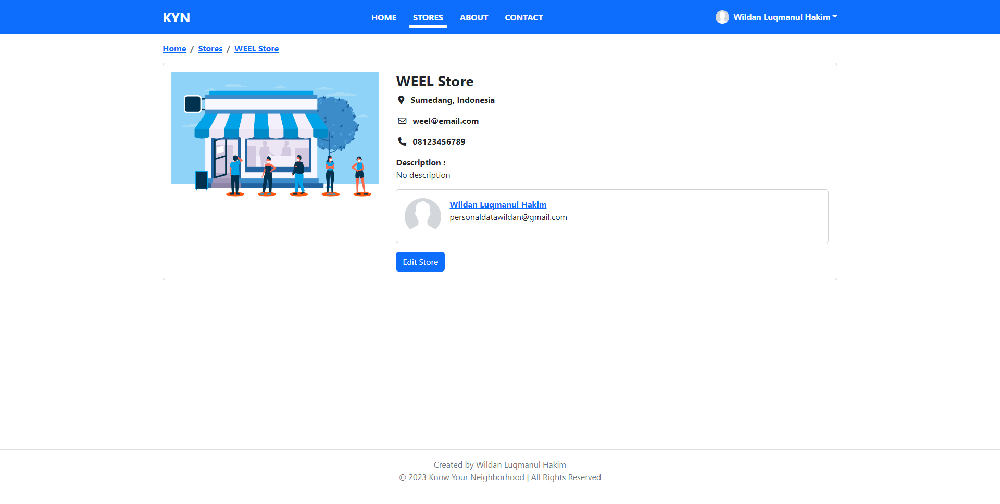 KYN
HOME STORES ABOUT CONTACT
Wildan Luqmanul Hakim
Home / Stores / WEEL Store
WEEL Store
Sumedang, Indonesia
weel@email.com
08123456789
Description :
No description
Wildan Luqmanul Hakim
personaldatawildan@gmail.com
Edit Store
Created by Wildan Luqmanul Hakim
© 2023 Know Your Neighborhood | All Rights Reserved